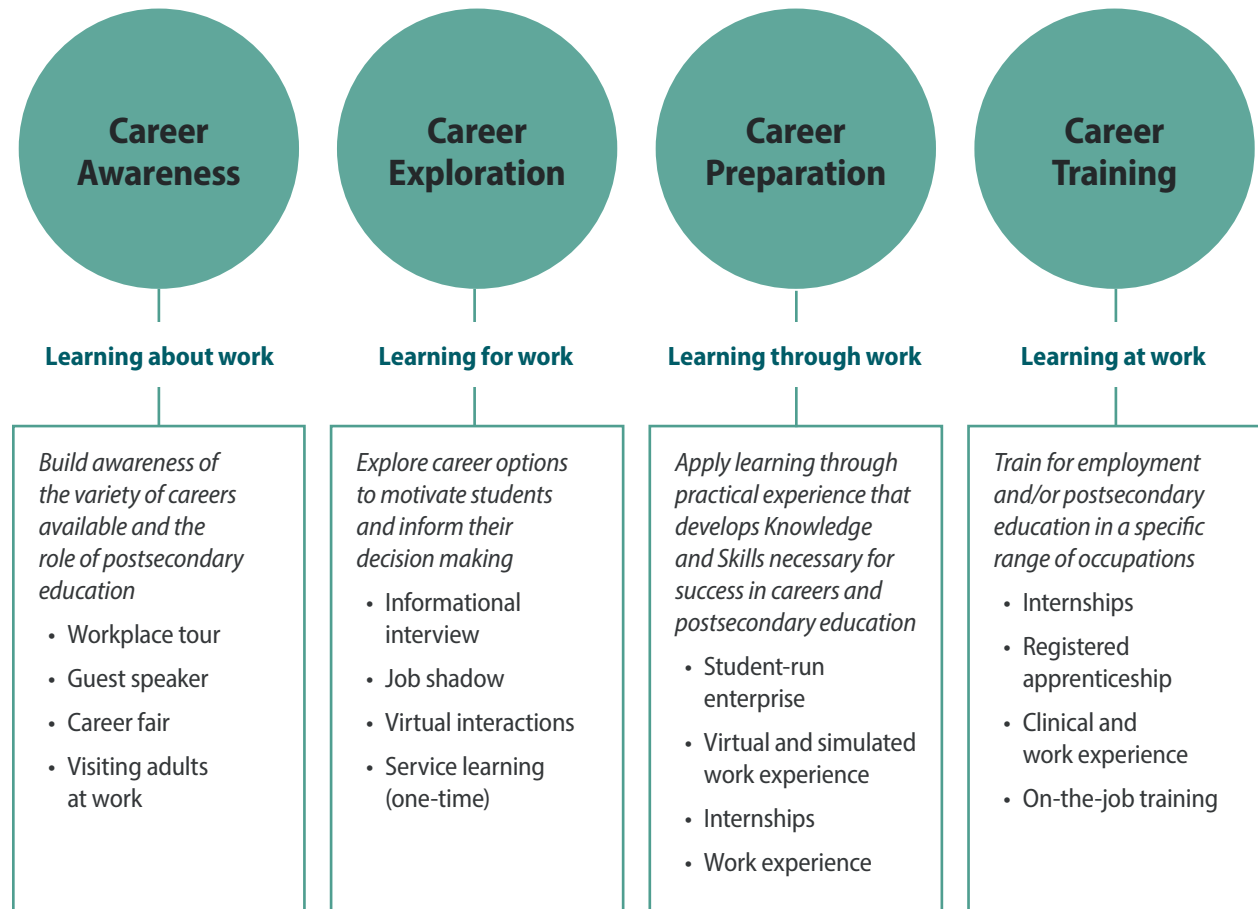 Career
Awareness
Learning about work
Build awareness of
the variety of careers
available and the
role of postsecondary
education
• Workplace tour
• Guest speaker
• Career fair
• Visiting adults
at work
Career
Exploration
Learning for work
Explore career options
to motivate students
and inform their
decision making
• Informational
interview
• Job shadow
• Virtual interactions
• Service learning
(one-time)
Career
Preparation
Learning through work
Apply learning through
practical experience that
develops Knowledge
and Skills necessary for
success in careers and
postsecondary education
• Student-run
enterprise
• Virtual and simulated
work experience
• Internships
• Work experience
Career
Training
Learning at work
Train for employment
and/or postsecondary
education in a specific
range of occupations
• Internships
• Registered
apprenticeship
• Clinical and
work experience
• On-the-job training